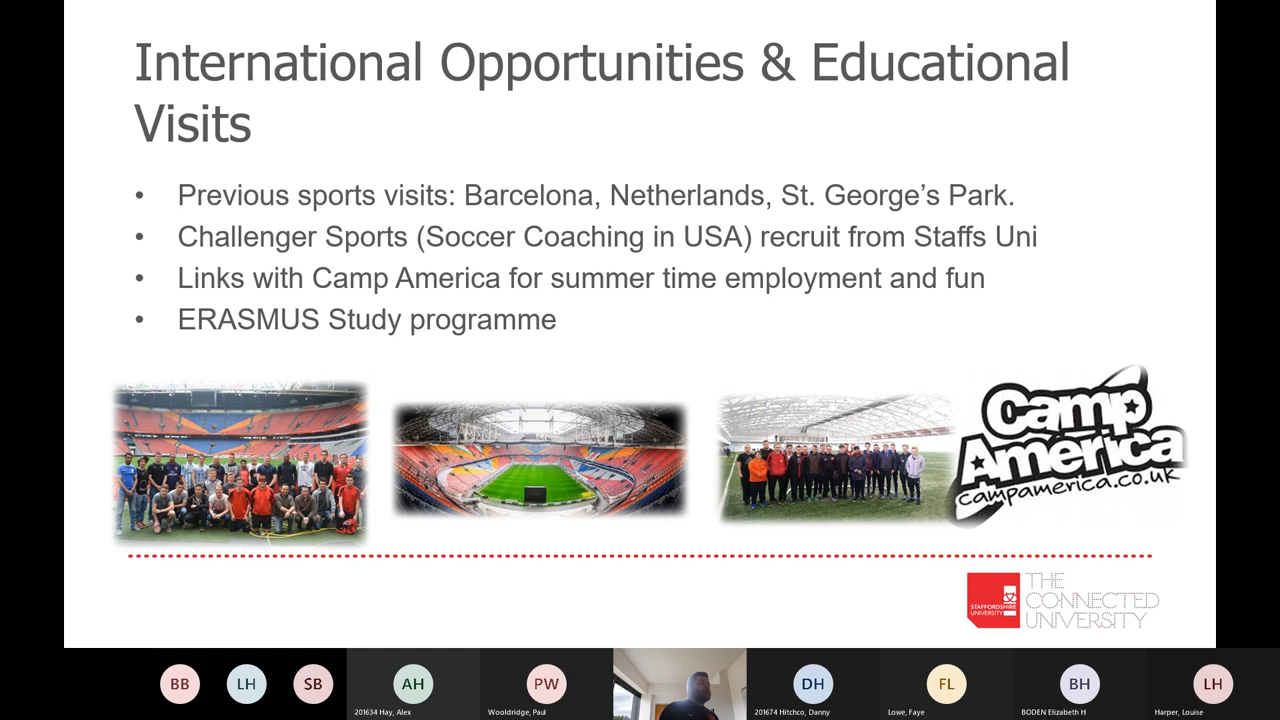 International Opportunities & Educational
Visits
• Previous sports visits: Barcelona, Netherlands, St. George’s Park.
• Challenger Sports (Soccer Coaching in USA) recruit from Staffs Uni
• Links with Camp America for summer time employment and fun
• ERASMUS Study programme
Camp
America
campamerica.co.uk
STAFFORDSHIRE
UNIVERSITY
THE
CONNECTED
UNIVERSITY
BB LH SB AH PW DH FL BH LH
201634 Hay, Alex Wooldridge, Paul 201674 Hitchco, Danny Lowe, Faye BODEN Elizabeth H Harper, Louise